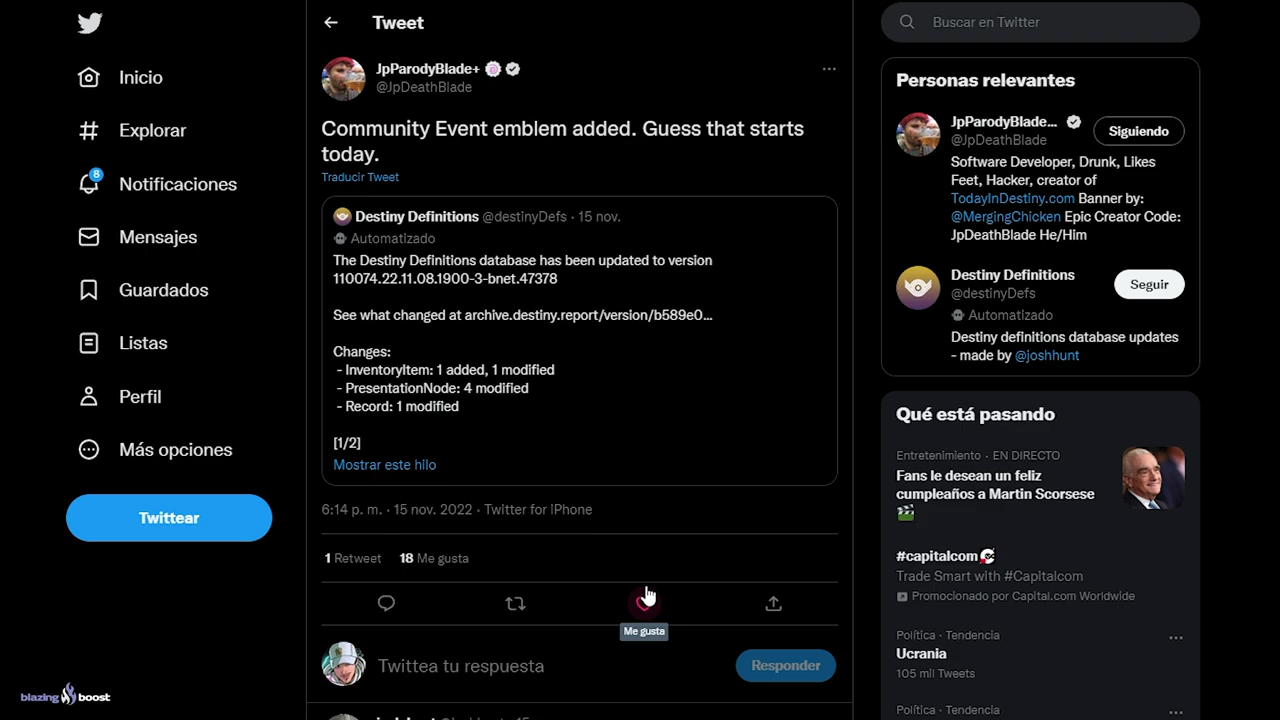 Inicio
Explorar
8
Notificaciones
Mensajes
Guardados
Listas
Perfil
Más opciones
Twittear
blazing boost
Tweet
JpParodyBlade+
@JpDeathBlade
Community Event emblem added. Guess that starts
today.
Traducir Tweet
Destiny Definitions @destinyDefs · 15 nov.
Automatizado
The Destiny Definitions database has been updated to version
110074.22.11.08.1900-3-bnet.47378
See what changed at archive.destiny.report/version/b589e0…
Changes:
- InventoryItem: 1 added, 1 modified
- PresentationNode: 4 modified
- Record: 1 modified
[1/2]
Mostrar este hilo
6:14 p. m. · 15 nov. 2022 · Twitter for iPhone
1 Retweet 18 Me gusta
Me gusta
Twittea tu respuesta
Responder
Buscar en Twitter
Personas relevantes
JpParodyBlade...
@JpDeathBlade
Siguiendo
Software Developer, Drunk, Likes
Feet, Hacker, creator of
TodayInDestiny.com Banner by:
@MergingChicken Epic Creator Code:
JpDeathBlade He/Him
Destiny Definitions
@destinyDefs
Seguir
Automatizado
Destiny definitions database updates
- made by @joshhunt
Qué está pasando
Entretenimiento · EN DIRECTO
Fans le desean un feliz
cumpleaños a Martin Scorsese
#capitalcom
Trade Smart with #Capitalcom
Promocionado por Capital.com Worldwide
Política · Tendencia
Ucrania
105 mil Tweets
Política · Tendencia